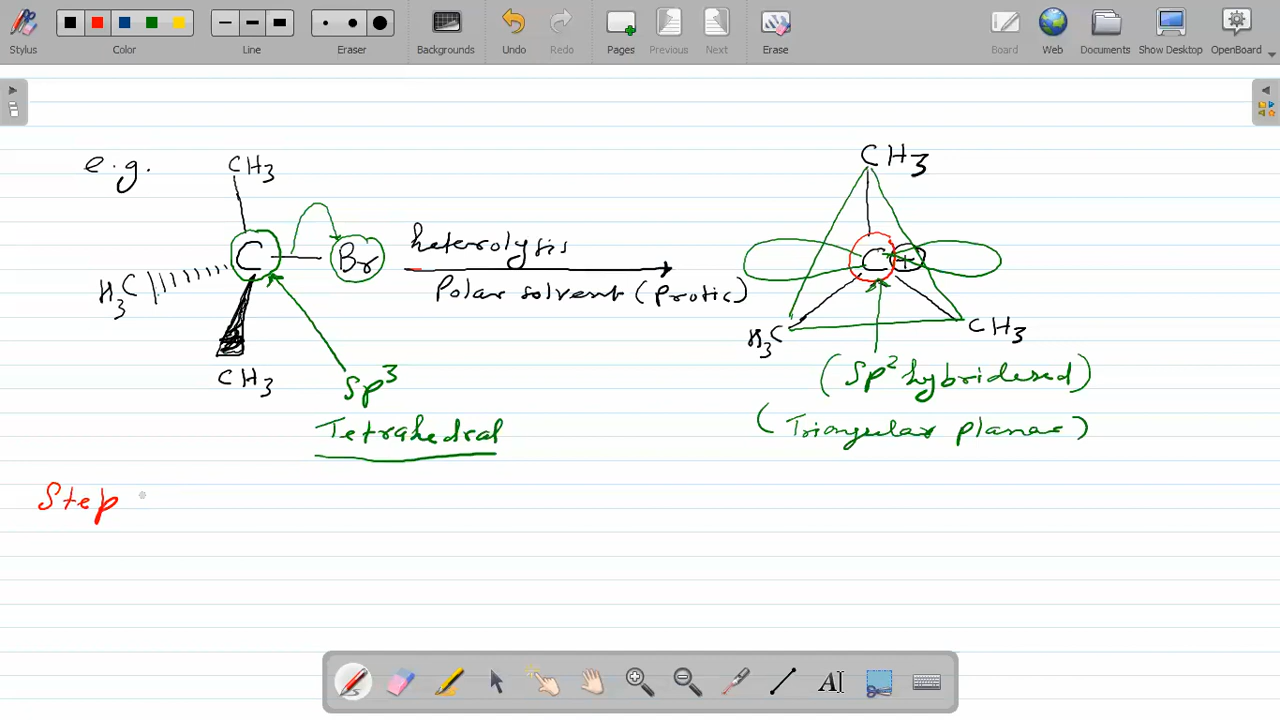 Stylus Color Line Eraser Backgrounds Undo Redo Pages Previous Next Erase Board Web Documents Show Desktop OpenBoard
e.g.
CH3
C Br
H3C
CH3
heterolysis
Polar solvent (Protic)
CH3
C +
H3C
CH3
Sp3
Tetrahedral
(Sp2 hybridesed)
(Triangular planar)
Step